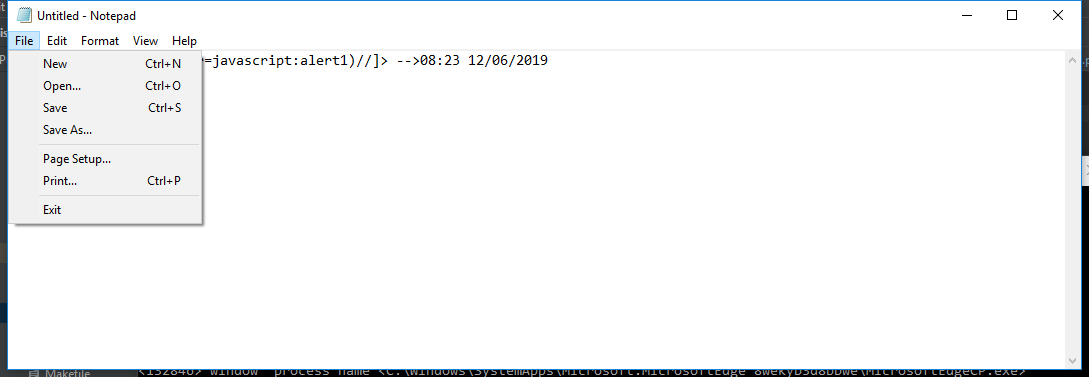 Untitled - Notepad
File Edit Format View Help
=javascript:alert1)//]> -->08:23 12/06/2019
New Ctrl+N
Open... Ctrl+O
Save Ctrl+S
Save As...
Page Setup...
Print... Ctrl+P
Exit
Makefile
window process name <C:\Windows\SystemApps\Microsoft.MicrosoftEdge_8wekyb3d8bbwe\MicrosoftEdgeCP.exe>